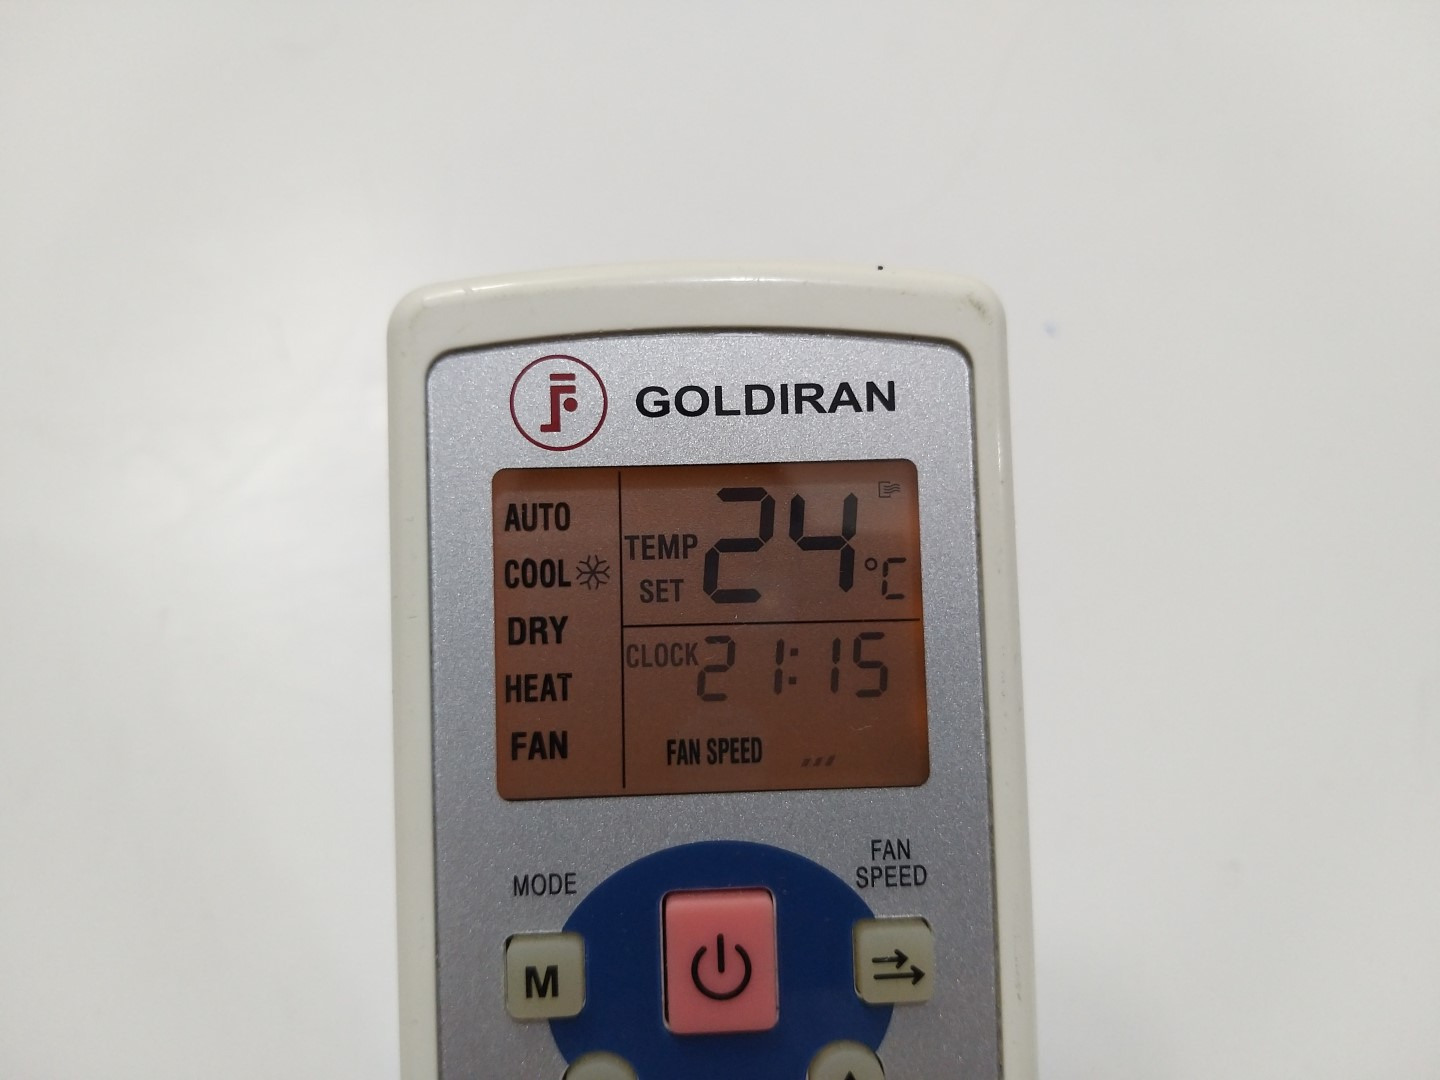 GOLDIRAN
AUTO
COOL
DRY
HEAT
FAN
TEMP SET 24 °C
CLOCK 21:15
FAN SPEED
MODE
FAN SPEED
M